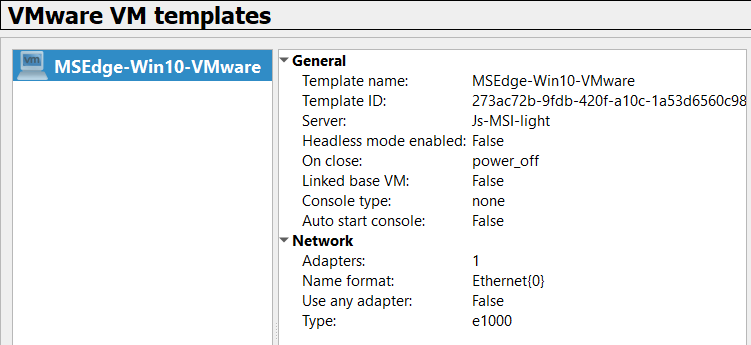 VMware VM templates
MSEdge-Win10-VMware
General
Template name: MSEdge-Win10-VMware
Template ID: 273ac72b-9fdb-420f-a10c-1a53d6560c98
Server: Js-MSI-light
Headless mode enabled: False
On close: power_off
Linked base VM: False
Console type: none
Auto start console: False
Network
Adapters: 1
Name format: Ethernet{0}
Use any adapter: False
Type: e1000